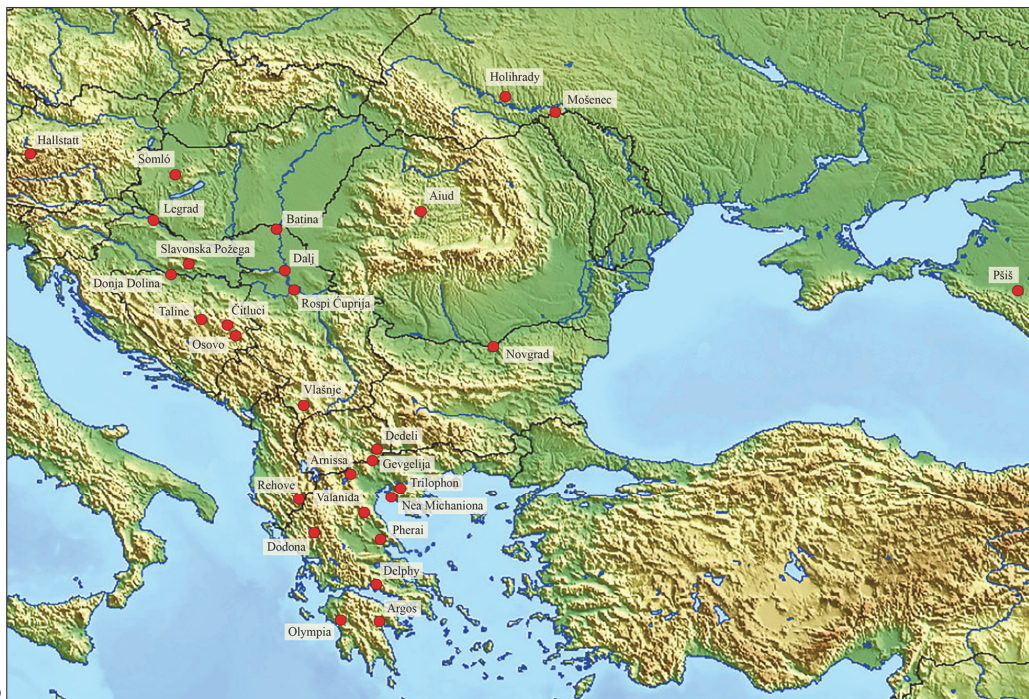 Holihrady
Mošenec
Hallstatt
Somló
Aiud
Legrad
Batina
Slavonska Požega
Dalj
Donja Dolina
Pšiš
Rospi Ćuprija
Taline
Čitluci
Osovo
Novgrad
Vlašnje
Dedeli
Gevgelija
Arnissa
Trilophon
Rehove
Valanida
Nea Michaniona
Pherai
Dodona
Delphy
Argos
Olympia